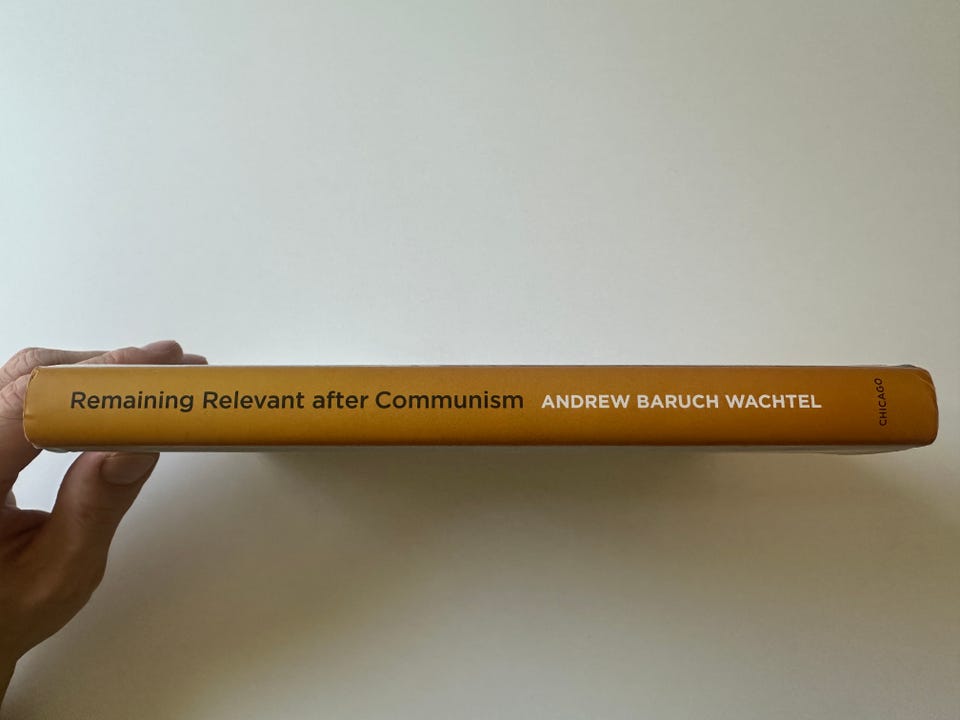 Remaining Relevant after Communism ANDREW BARUCH WACHTEL
CHICAGO